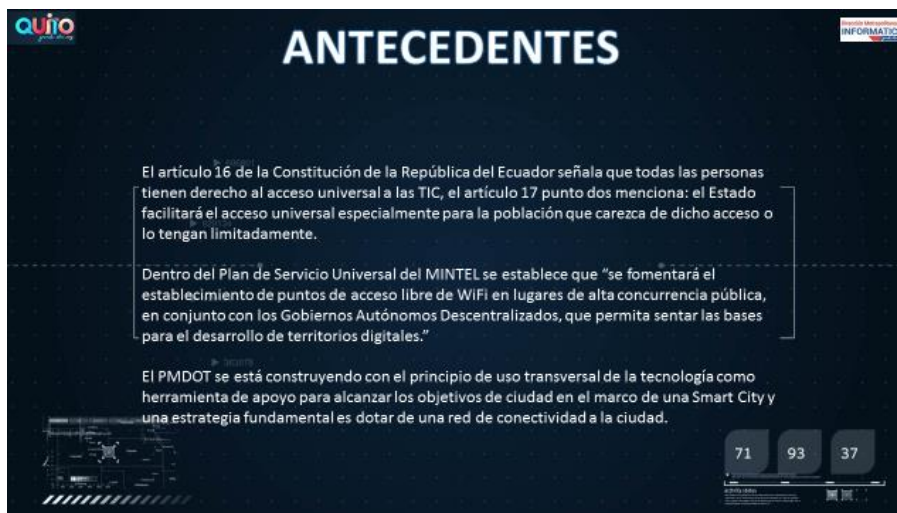 QUITO
ANTECEDENTES
INFORMATIC
El artículo 16 de la Constitución de la República del Ecuador señala que todas las personas
tienen derecho al acceso universal a las TIC, el artículo 17 punto dos menciona: el Estado
facilitará el acceso universal especialmente para la población que carezca de dicho acceso o
lo tengan limitadamente.
Dentro del Plan de Servicio Universal del MINTEL se establece que “se fomentará el
establecimiento de puntos de acceso libre de WiFi en lugares de alta concurrencia pública,
en conjunto con los Gobiernos Autónomos Descentralizados, que permita sentar las bases
para el desarrollo de territorios digitales.”
El PMDOT se está construyendo con el principio de uso transversal de la tecnología como
herramienta de apoyo para alcanzar los objetivos de ciudad en el marco de una Smart City y
una estrategia fundamental es dotar de una red de conectividad a la ciudad.
71 93 37